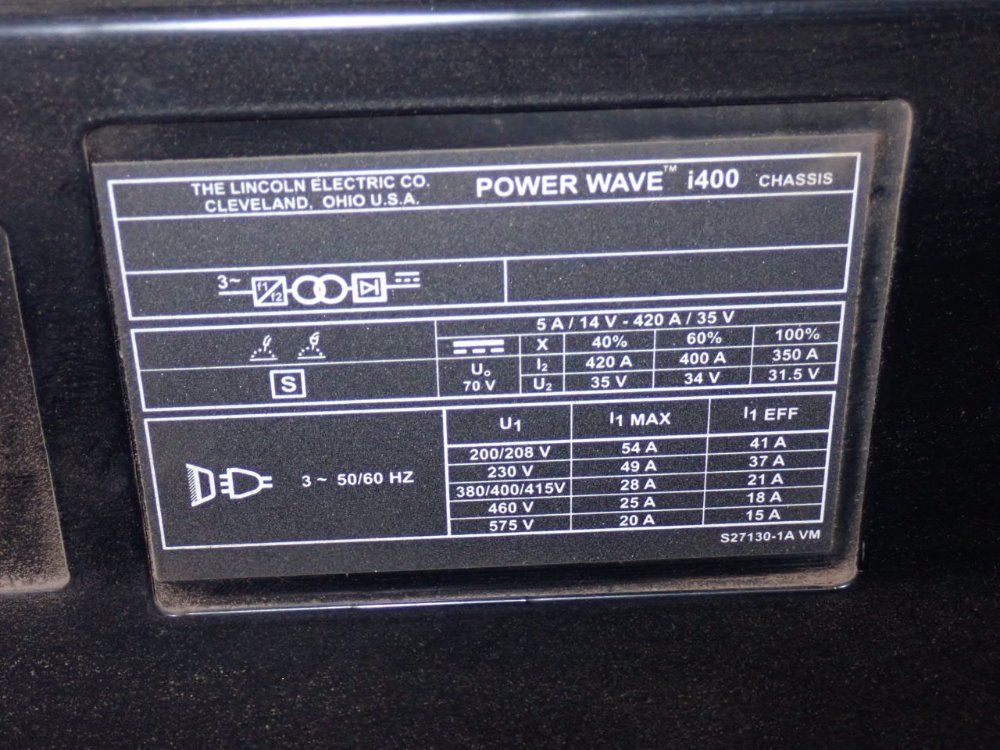 THE LINCOLN ELECTRIC CO. POWER WAVE™ i400 CHASSIS
CLEVELAND, OHIO U.S.A.
3~ f1 f2
5 A / 14 V - 420 A / 35 V
X 40% 60% 100%
I2 420 A 400 A 350 A
Uo 70 V U2 35 V 34 V 31.5 V
S
U1 I1 MAX I1 EFF
200/208 V 54 A 41 A
230 V 49 A 37 A
3 ~ 50/60 HZ
380/400/415V 28 A 21 A
460 V 25 A 18 A
575 V 20 A 15 A
S27130-1A VM